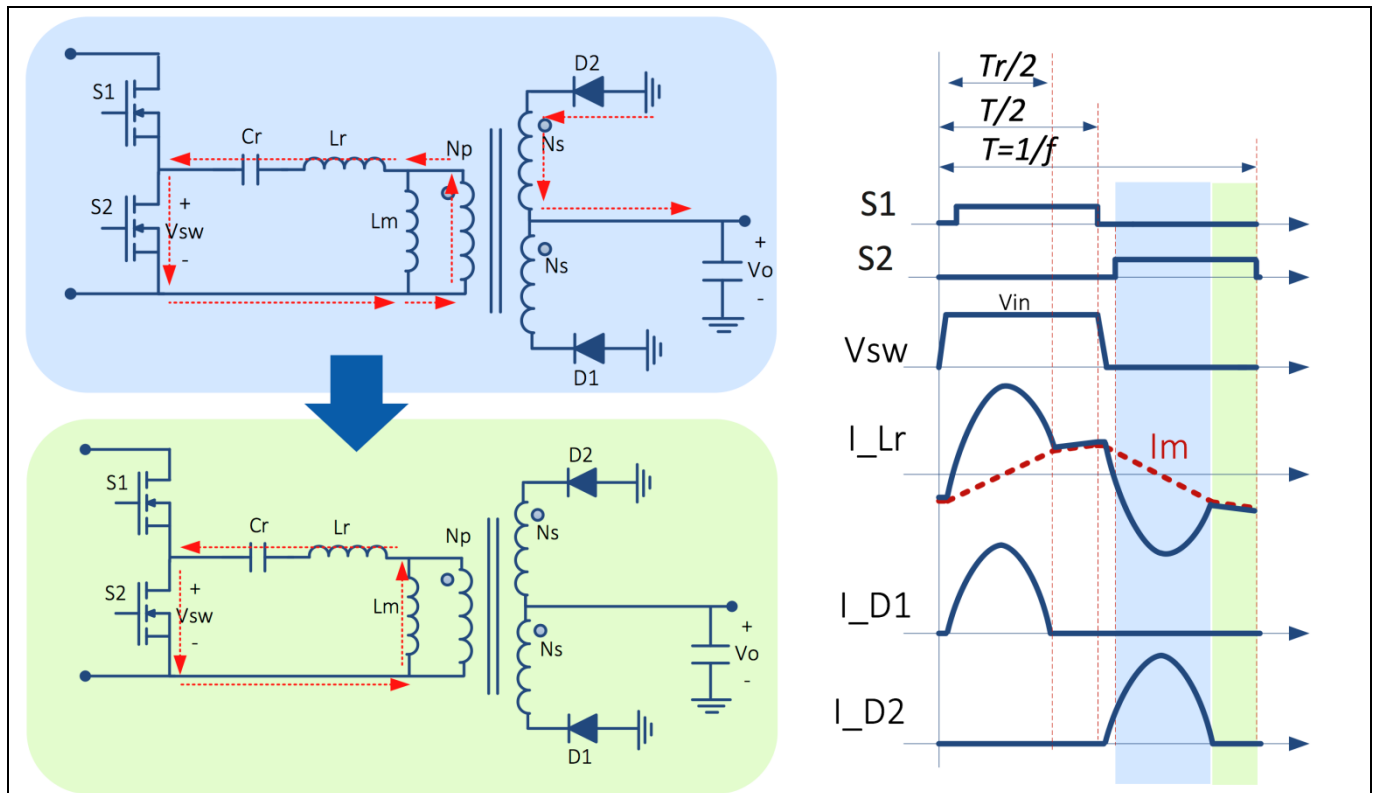 D2
S1
Cr
Lr
Np
Ns
S2
+
Vsw
-
Lm
Ns
+
Vo
-
D1
D2
S1
Cr
Lr
Np
Ns
S2
+
Vsw
-
Lm
Ns
+
Vo
-
D1
Tr/2
T/2
T=1/f
S1
S2
Vin
Vsw
I_Lr
Im
I_D1
I_D2